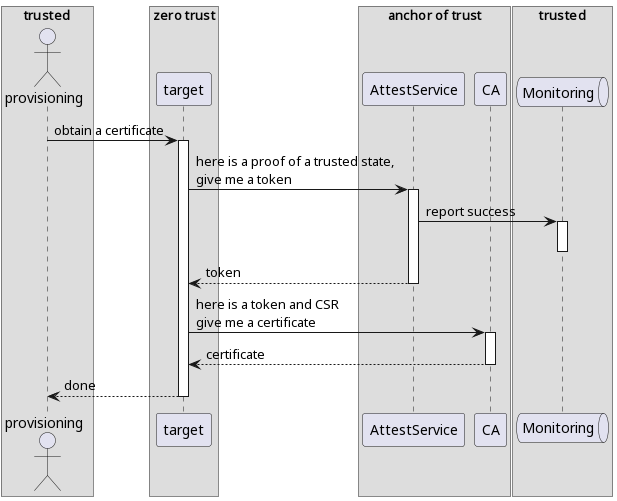 trusted
zero trust
anchor of trust
trusted
provisioning
target
AttestService
CA
Monitoring
obtain a certificate
here is a proof of a trusted state,
give me a token
report success
token
here is a token and CSR
give me a certificate
certificate
done
provisioning
target
AttestService
CA
Monitoring